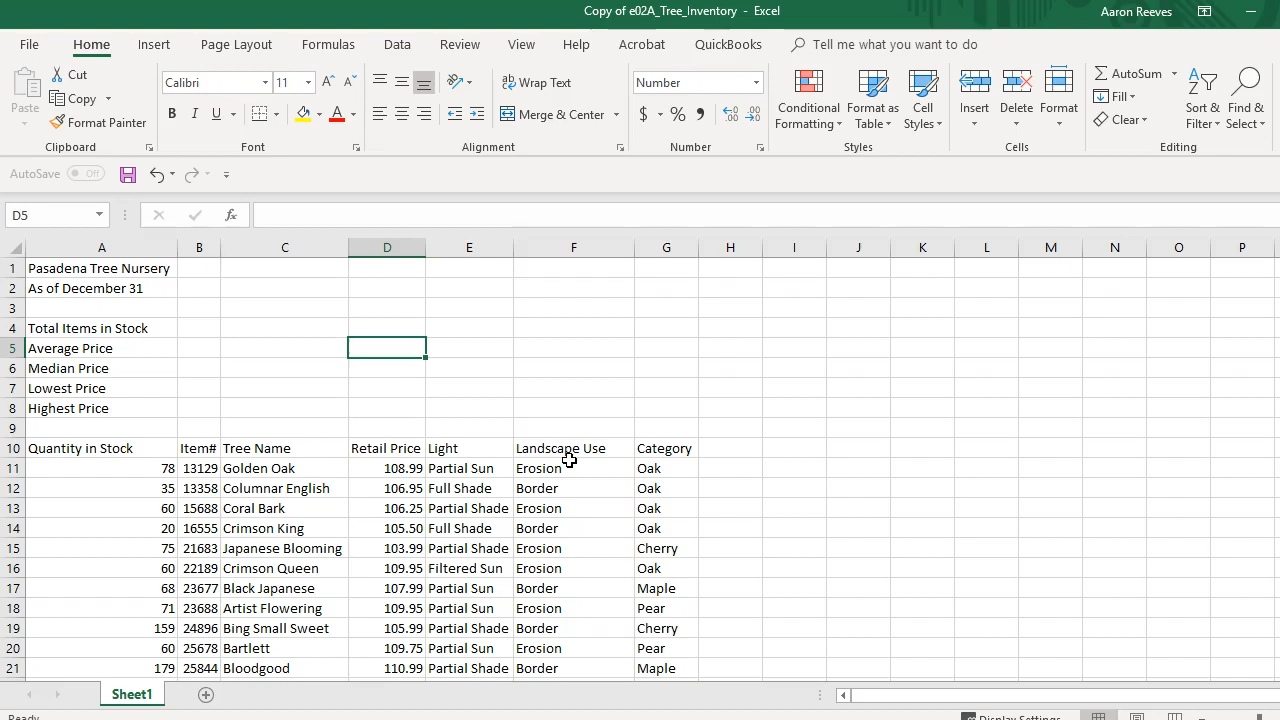 Copy of e02A_Tree_Inventory - Excel
Aaron Reeves
File Home Insert Page Layout Formulas Data Review View Help Acrobat QuickBooks Tell me what you want to do
Paste
Cut
Copy
Format Painter
Clipboard
Calibri 11 A A
B I U A
Font
ab Wrap Text
Merge & Center
Alignment
Number
$ % ,
Number
Conditional Formatting
Format as Table
Cell Styles
Styles
Insert
Delete
Format
Cells
AutoSum
Fill
Clear
Sort & Filter
Find & Select
Editing
AutoSave Off
D5 fx
A B C D E F G H I J K L M N O P
1 Pasadena Tree Nursery
2 As of December 31
3
4 Total Items in Stock
5 Average Price
6 Median Price
7 Lowest Price
8 Highest Price
9
10 Quantity in Stock Item# Tree Name Retail Price Light Landscape Use Category
11 78 13129 Golden Oak 108.99 Partial Sun Erosion Oak
12 35 13358 Columnar English 106.95 Full Shade Border Oak
13 60 15688 Coral Bark 106.25 Partial Shade Erosion Oak
14 20 16555 Crimson King 105.50 Full Shade Border Oak
15 75 21683 Japanese Blooming 103.99 Partial Shade Erosion Cherry
16 60 22189 Crimson Queen 109.95 Filtered Sun Erosion Oak
17 68 23677 Black Japanese 107.99 Partial Sun Border Maple
18 71 23688 Artist Flowering 109.95 Partial Sun Erosion Pear
19 159 24896 Bing Small Sweet 105.99 Partial Shade Border Cherry
20 60 25678 Bartlett 109.75 Partial Sun Erosion Pear
21 179 25844 Bloodgood 110.99 Partial Shade Border Maple
Sheet1
Ready Display Settings